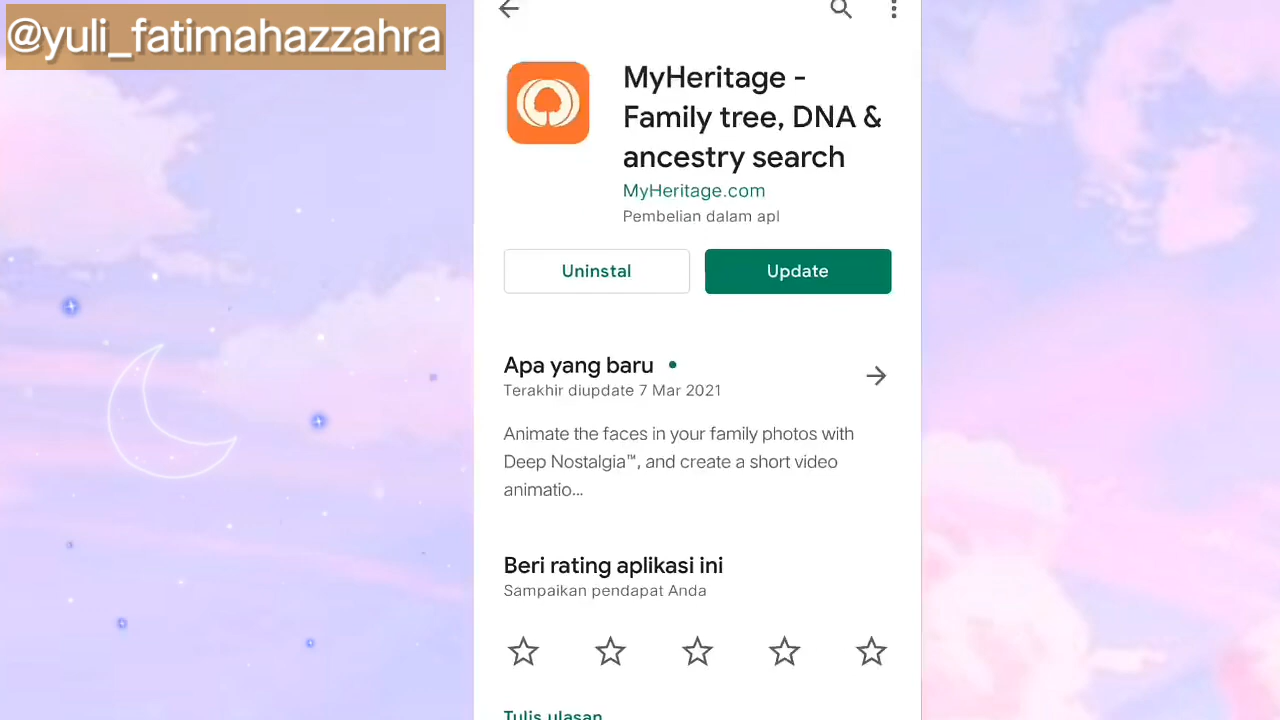 @yuli_fatimahazzahra
MyHeritage -
Family tree, DNA &
ancestry search
MyHeritage.com
Pembelian dalam apl
Uninstal
Update
Apa yang baru
Terakhir diupdate 7 Mar 2021
Animate the faces in your family photos with
Deep Nostalgia™, and create a short video
animatio...
Beri rating aplikasi ini
Sampaikan pendapat Anda
Tulis ulasan